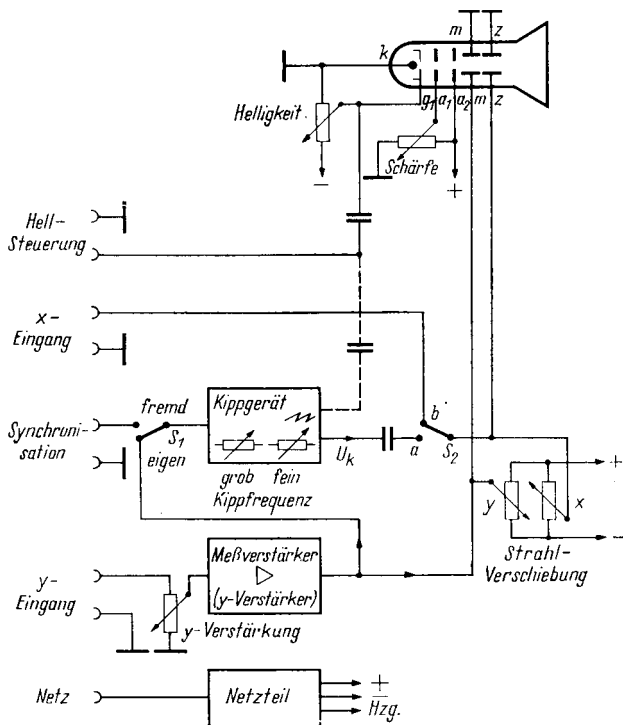 m z
k
g1 a1 a2 m z
Helligkeit
Schärfe
− +
Hell-
Steuerung
x-
Eingang
Synchroni-
sation
fremd
S1
eigen
Kippgerät
grob fein
Kippfrequenz
Uk
a
b
S2
+
y x
−
Strahl-
Verschiebung
y-
Eingang
Meßverstärker
(y-Verstärker)
y-Verstärkung
Netz
Netzteil
+
−
Hzg.